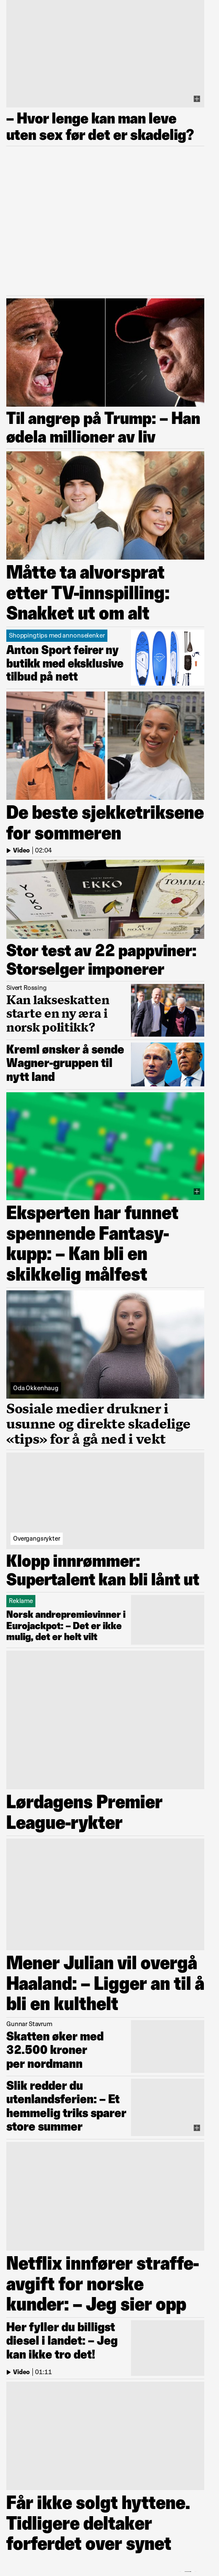 – Hvor lenge kan man leve
uten sex før det er skadelig?
Til angrep på Trump: – Han
ødela millioner av liv
Måtte ta alvorsprat
etter TV-innspilling:
Snakket ut om alt
Shoppingtips med annonselenker
Anton Sport feirer ny
butikk med eksklusive
tilbud på nett
De beste sjekketriksene
for sommeren
Video | 02:04
YOKO
EKKO
TOMMAS
Stor test av 22 pappviner:
Storselger imponerer
Sivert Rossing
Kan lakseskatten
starte en ny æra i
norsk politikk?
Kreml ønsker å sende
Wagner-gruppen til
nytt land
Eksperten har funnet
spennende Fantasy-
kupp: – Kan bli en
skikkelig målfest
Oda Okkenhaug
Sosiale medier drukner i
usunne og direkte skadelige
«tips» for å gå ned i vekt
Overgangsrykter
Klopp innrømmer:
Supertalent kan bli lånt ut
Reklame
Norsk andrepremievinner i
Eurojackpot: – Det er ikke
mulig, det er helt vilt
Lørdagens Premier
League-rykter
Mener Julian vil overgå
Haaland: – Ligger an til å
bli en kulthelt
Gunnar Stavrum
Skatten øker med
32.500 kroner
per nordmann
Slik redder du
utenlandsferien: – Et
hemmelig triks sparer
store summer
Netflix innfører straffe-
avgift for norske
kunder: – Jeg sier opp
Her fyller du billigst
diesel i landet: – Jeg
kan ikke tro det!
Video | 01:11
Får ikke solgt hyttene.
Tidligere deltaker
forferdet over synet